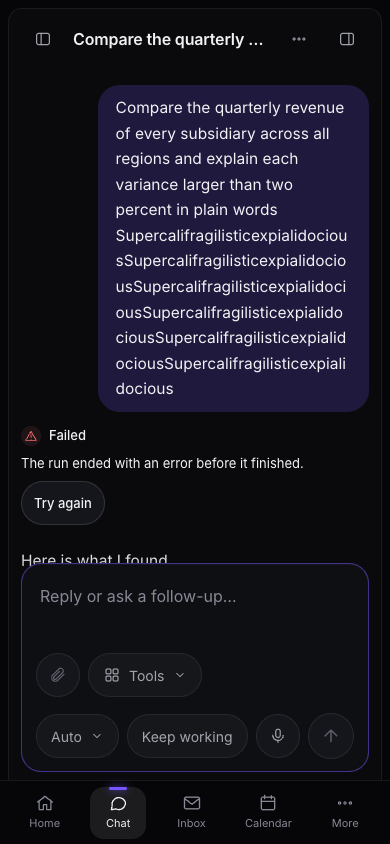 Compare the quarterly ...
Compare the quarterly revenue
of every subsidiary across all
regions and explain each
variance larger than two
percent in plain words
Supercalifragilisticexpialidociou
sSupercalifragilisticexpialidocio
usSupercalifragilisticexpialidoci
ousSupercalifragilisticexpialido
ciousSupercalifragilisticexpialid
ociousSupercalifragilisticexpiali
docious
Failed
The run ended with an error before it finished.
Try again
Here is what I found
Reply or ask a follow-up...
Tools
Auto
Keep working
Home
Chat
Inbox
Calendar
More